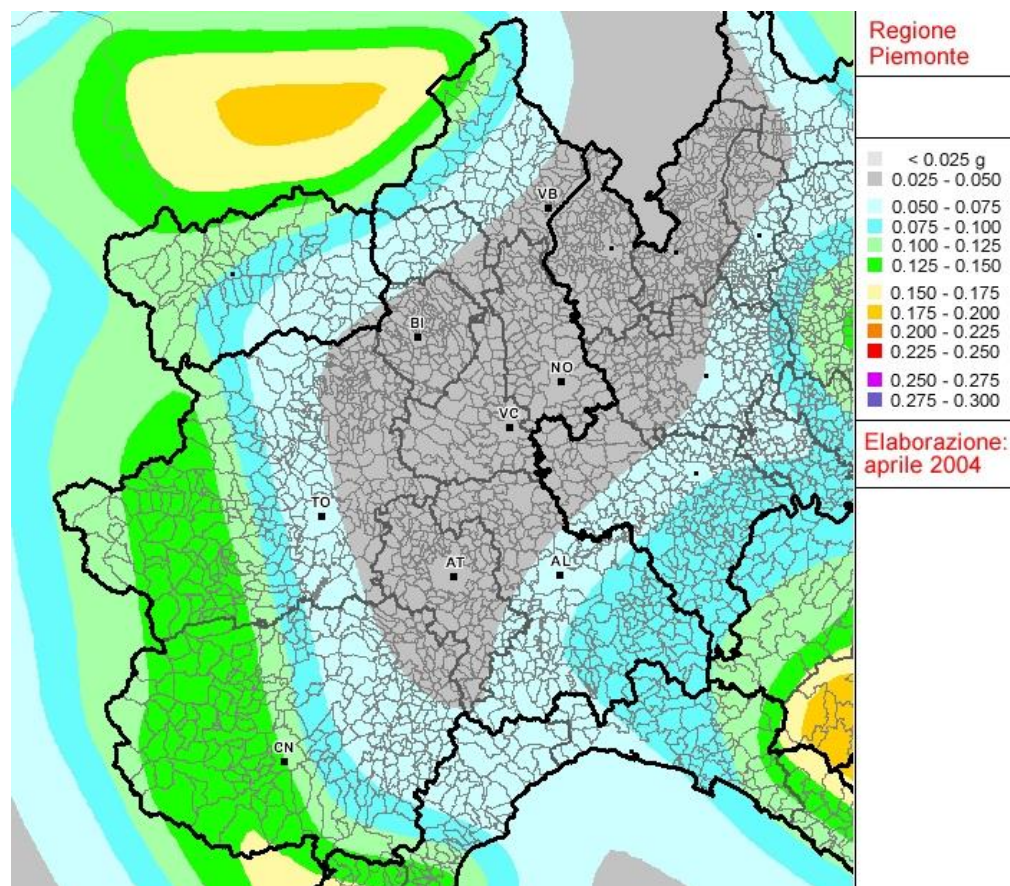 Regione
Piemonte
< 0.025 g
0.025 - 0.050
0.050 - 0.075
0.075 - 0.100
0.100 - 0.125
0.125 - 0.150
0.150 - 0.175
0.175 - 0.200
0.200 - 0.225
0.225 - 0.250
0.250 - 0.275
0.275 - 0.300
Elaborazione:
aprile 2004
VB
BI
NO
VC
TO
AT
AL
CN